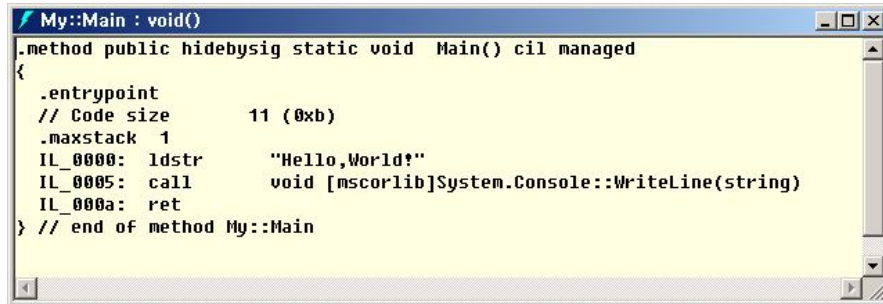 My::Main : void()
.method public hidebysig static void  Main() cil managed
{
  .entrypoint
  // Code size       11 (0xb)
  .maxstack  1
  IL_0000:  ldstr      "Hello,World!"
  IL_0005:  call       void [mscorlib]System.Console::WriteLine(string)
  IL_000a:  ret
} // end of method My::Main